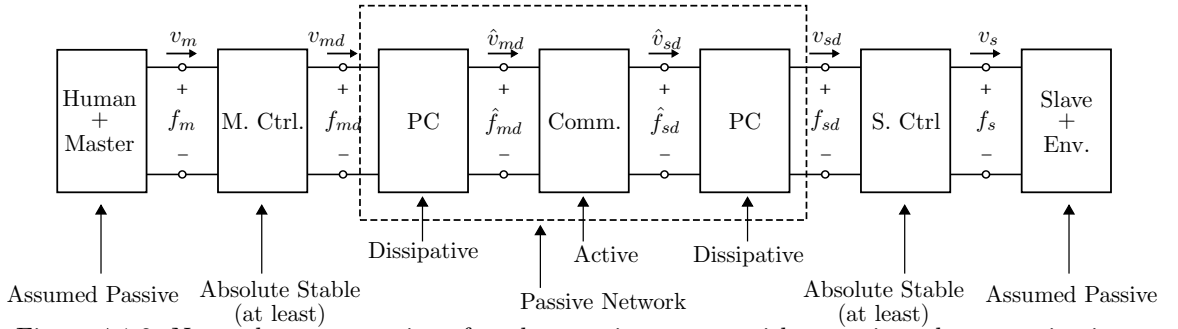 v_m
v_md
v̂_md
v̂_sd
v_sd
v_s
Human
+
Master
+
f_m
−
M. Ctrl.
+
f_md
−
PC
+
f̂_md
−
Comm.
+
f̂_sd
−
PC
+
f_sd
−
S. Ctrl
+
f_s
−
Slave
+
Env.
Dissipative
Active
Dissipative
Assumed Passive
Absolute Stable
(at least)
Passive Network
Absolute Stable
(at least)
Assumed Passive